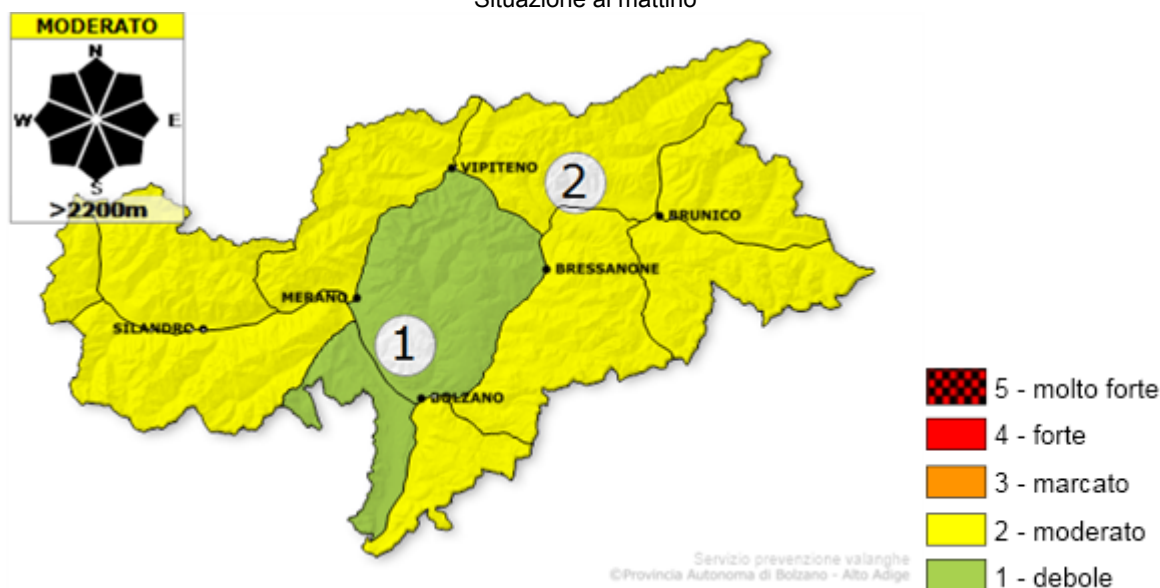 Situazione al mattino
MODERATO
N
W
E
S
>2200m
VIPITENO
2
BRUNICO
BRESSANONE
MERANO
SILANDRO
1
BOLZANO
5 - molto forte
4 - forte
3 - marcato
2 - moderato
1 - debole
Servizio prevenzione valanghe
©Provincia Autonoma di Bolzano - Alto Adige